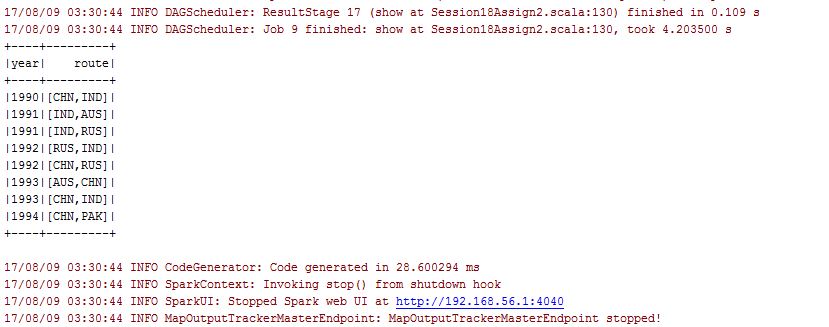 17/08/09 03:30:44 INFO DAGScheduler: ResultStage 17 (show at Session18Assign2.scala:130) finished in 0.109 s
17/08/09 03:30:44 INFO DAGScheduler: Job 9 finished: show at Session18Assign2.scala:130, took 4.203500 s
+----+---------+
|year|    route|
+----+---------+
|1990|[CHN,IND]|
|1991|[IND,AUS]|
|1991|[IND,RUS]|
|1992|[RUS,IND]|
|1992|[CHN,RUS]|
|1993|[AUS,CHN]|
|1993|[CHN,IND]|
|1994|[CHN,PAK]|
+----+---------+
17/08/09 03:30:44 INFO CodeGenerator: Code generated in 28.600294 ms
17/08/09 03:30:44 INFO SparkContext: Invoking stop() from shutdown hook
17/08/09 03:30:44 INFO SparkUI: Stopped Spark web UI at http://192.168.56.1:4040
17/08/09 03:30:44 INFO MapOutputTrackerMasterEndpoint: MapOutputTrackerMasterEndpoint stopped!